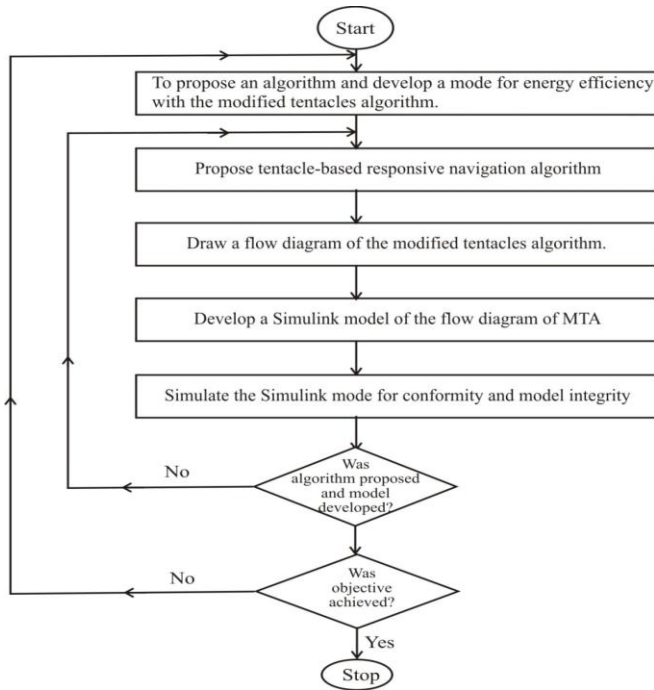 Start
To propose an algorithm and develop a mode for energy efficiency
with the modified tentacles algorithm.
Propose tentacle-based responsive navigation algorithm
Draw a flow diagram of the modified tentacles algorithm.
Develop a Simulink model of the flow diagram of MTA
Simulate the Simulink mode for conformity and model integrity
Was
algorithm proposed
and model
developed?
No
Was
objective
achieved?
No
Yes
Stop